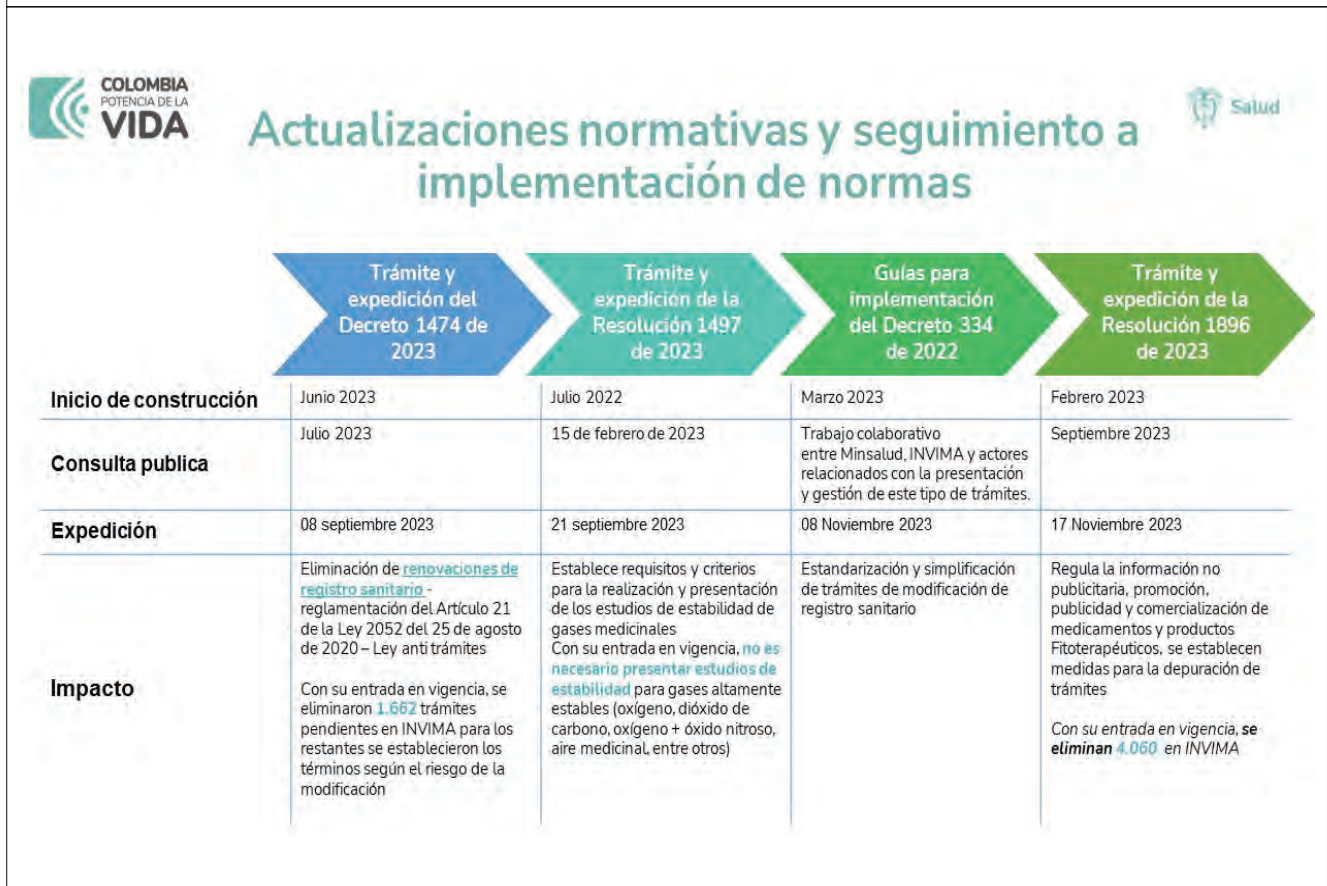 COLOMBIA
POTENCIA DE LA
VIDA
Salud
Actualizaciones normativas y seguimiento a
implementación de normas
Trámite y
expedición del
Decreto 1474 de
2023
Trámite y
expedición de la
Resolución 1497
de 2023
Guías para
implementación
del Decreto 334
de 2022
Trámite y
expedición de la
Resolución 1896
de 2023
Inicio de construcción
Junio 2023
Julio 2022
Marzo 2023
Febrero 2023
Consulta publica
Julio 2023
15 de febrero de 2023
Trabajo colaborativo
entre Minsalud, INVIMA y actores
relacionados con la presentación
y gestión de este tipo de trámites.
Septiembre 2023
Expedición
08 septiembre 2023
21 septiembre 2023
08 Noviembre 2023
17 Noviembre 2023
Impacto
Eliminación de renovaciones de
registro sanitario -
reglamentación del Artículo 21
de la Ley 2052 del 25 de agosto
de 2020 – Ley anti trámites
Con su entrada en vigencia, se
eliminaron 1.662 trámites
pendientes en INVIMA para los
restantes se establecieron los
términos según el riesgo de la
modificación
Establece requisitos y criterios
para la realización y presentación
de los estudios de estabilidad de
gases medicinales
Con su entrada en vigencia, no es
necesario presentar estudios de
estabilidad para gases altamente
estables (oxígeno, dióxido de
carbono, oxígeno + óxido nitroso,
aire medicinal, entre otros)
Estandarización y simplificación
de trámites de modificación de
registro sanitario
Regula la información no
publicitaria, promoción,
publicidad y comercialización de
medicamentos y productos
Fitoterapéuticos, se establecen
medidas para la depuración de
trámites
Con su entrada en vigencia, se
eliminan 4.060 en INVIMA